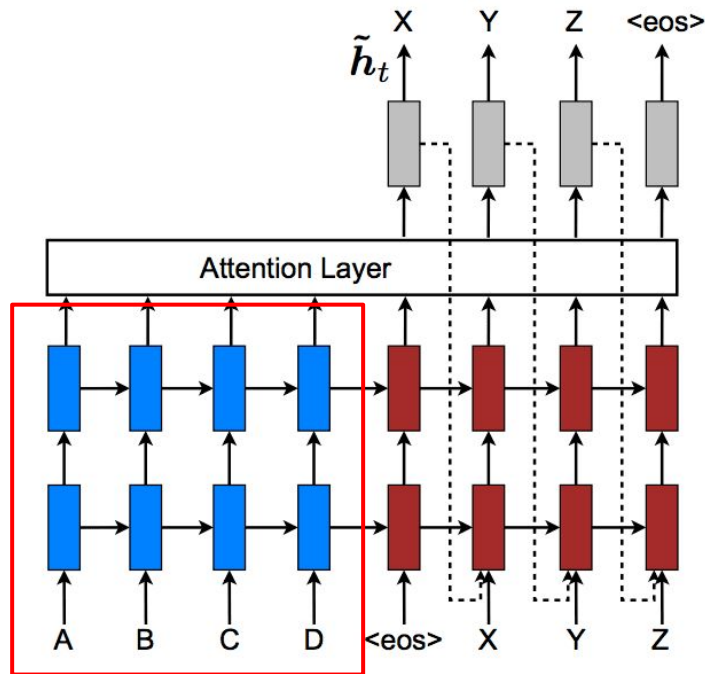 X Y Z <eos>
h̃ₜ
Attention Layer
A B C D <eos> X Y Z